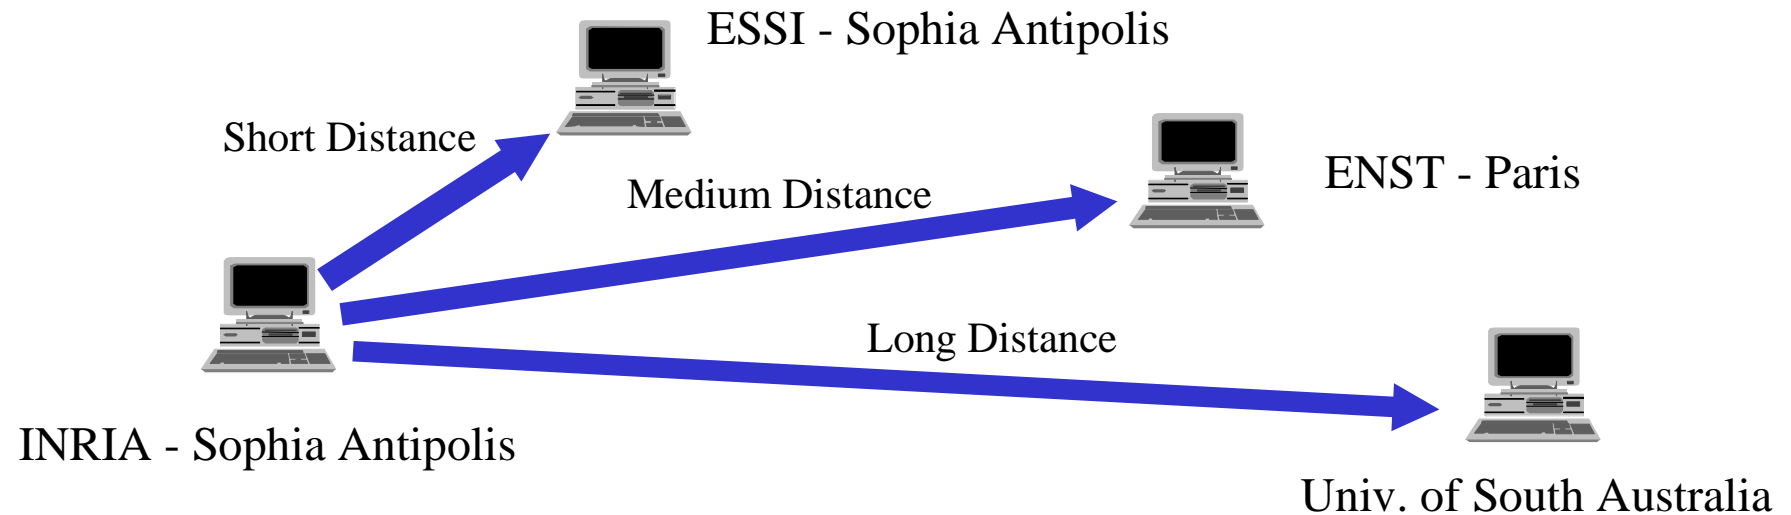 ESSI - Sophia Antipolis
Short Distance
ENST - Paris
Medium Distance
Long Distance
INRIA - Sophia Antipolis
Univ. of South Australia